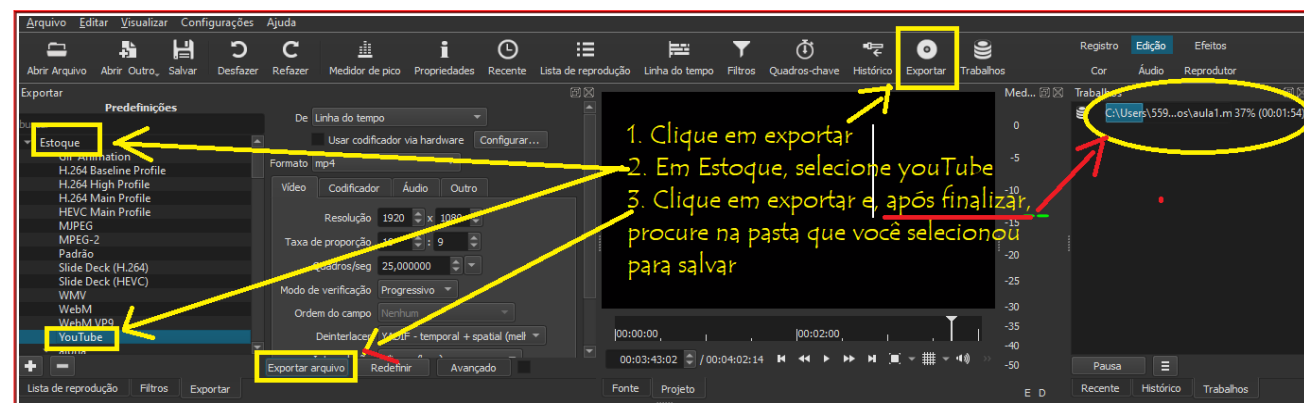 Arquivo Editar Visualizar Configurações Ajuda
Abrir Arquivo Abrir Outro Salvar Desfazer Refazer Medidor de pico Propriedades Recente Lista de reprodução Linha do tempo Filtros Quadros-chave Histórico Exportar Trabalhos
Registro Edição Efeitos
Cor Áudio Reprodutor
Exportar
Predefinições
Estoque
GIF Animation
H.264 Baseline Profile
H.264 High Profile
H.264 Main Profile
HEVC Main Profile
MJPEG
MPEG-2
Padrão
Slide Deck (H.264)
Slide Deck (HEVC)
WMV
WebM
WebM VP9
YouTube
alpha
De Linha do tempo
Usar codificador via hardware Configurar...
Formato mp4
Vídeo Codificador Áudio Outro
Resolução 1920 x 1080
Taxa de proporção 16 : 9
Quadros/seg 25,000000
Modo de verificação Progressivo
Ordem do campo Nenhum
Deinterlacer YADIF - temporal + spatial (melh
Exportar arquivo Redefinir Avançado
Lista de reprodução Filtros Exportar
1. Clique em exportar
2. Em Estoque, selecione youTube
3. Clique em exportar e, após finalizar,
procure na pasta que você selecionou
para salvar
00:00:00 00:02:00
00:03:43:02 / 00:04:02:14
Fonte Projeto
Med...
0
-5
-10
-15
-20
-25
-30
-35
-40
-50
E D
Trabalhos
C:\Users\559...os\aula1.m 37% (00:01:54)
Pausa
Recente Histórico Trabalhos